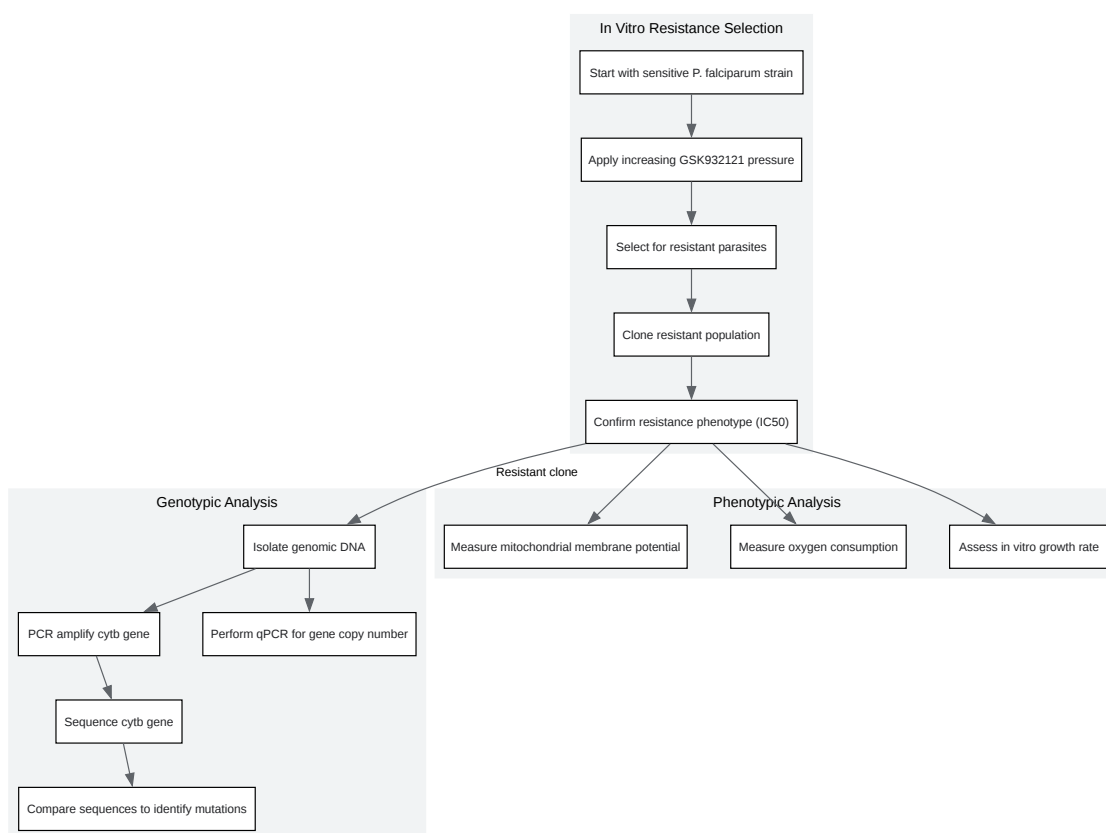 In Vitro Resistance Selection
Start with sensitive P. falciparum strain
Apply increasing GSK932121 pressure
Select for resistant parasites
Clone resistant population
Confirm resistance phenotype (IC50)
Resistant clone
Genotypic Analysis
Isolate genomic DNA
PCR amplify cytb gene
Perform qPCR for gene copy number
Sequence cytb gene
Compare sequences to identify mutations
Phenotypic Analysis
Measure mitochondrial membrane potential
Measure oxygen consumption
Assess in vitro growth rate